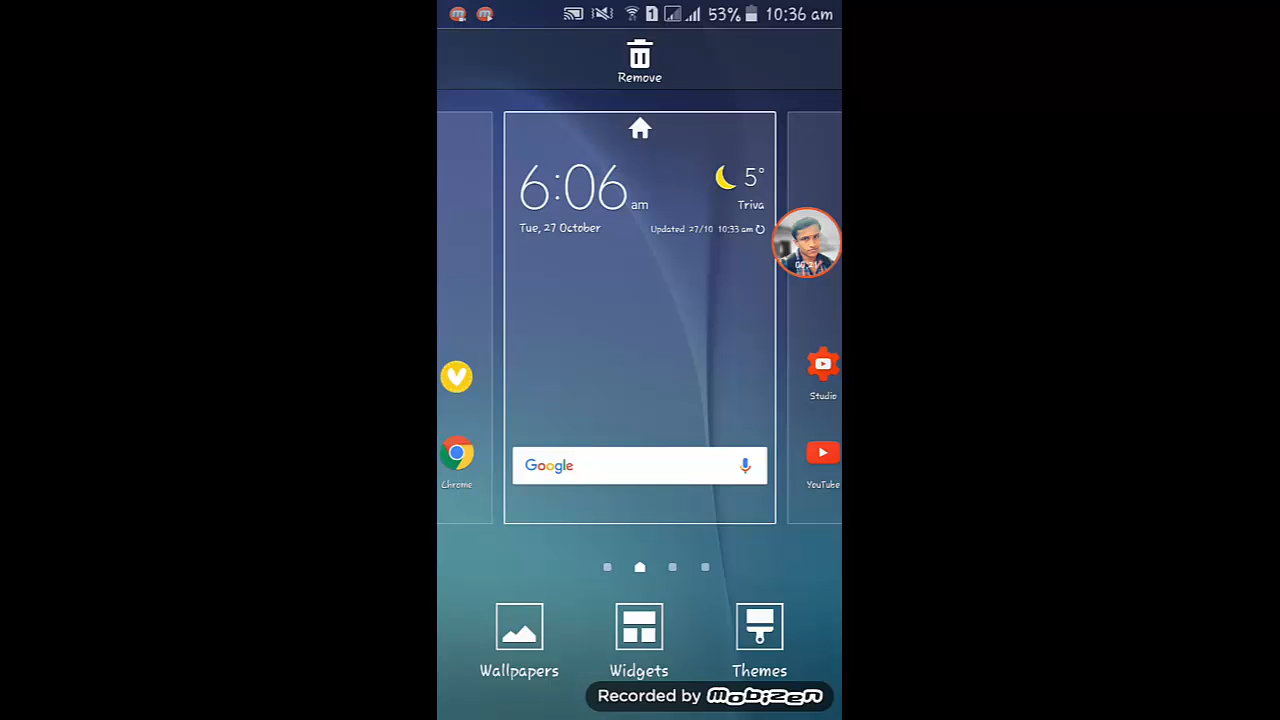 1 53% 10:36 am
Remove
6:06 am
5°
Triva
Tue, 27 October
Updated 27/10 10:33 am
Studio
Google
Chrome
YouTube
Wallpapers Widgets Themes
Recorded by mobizen